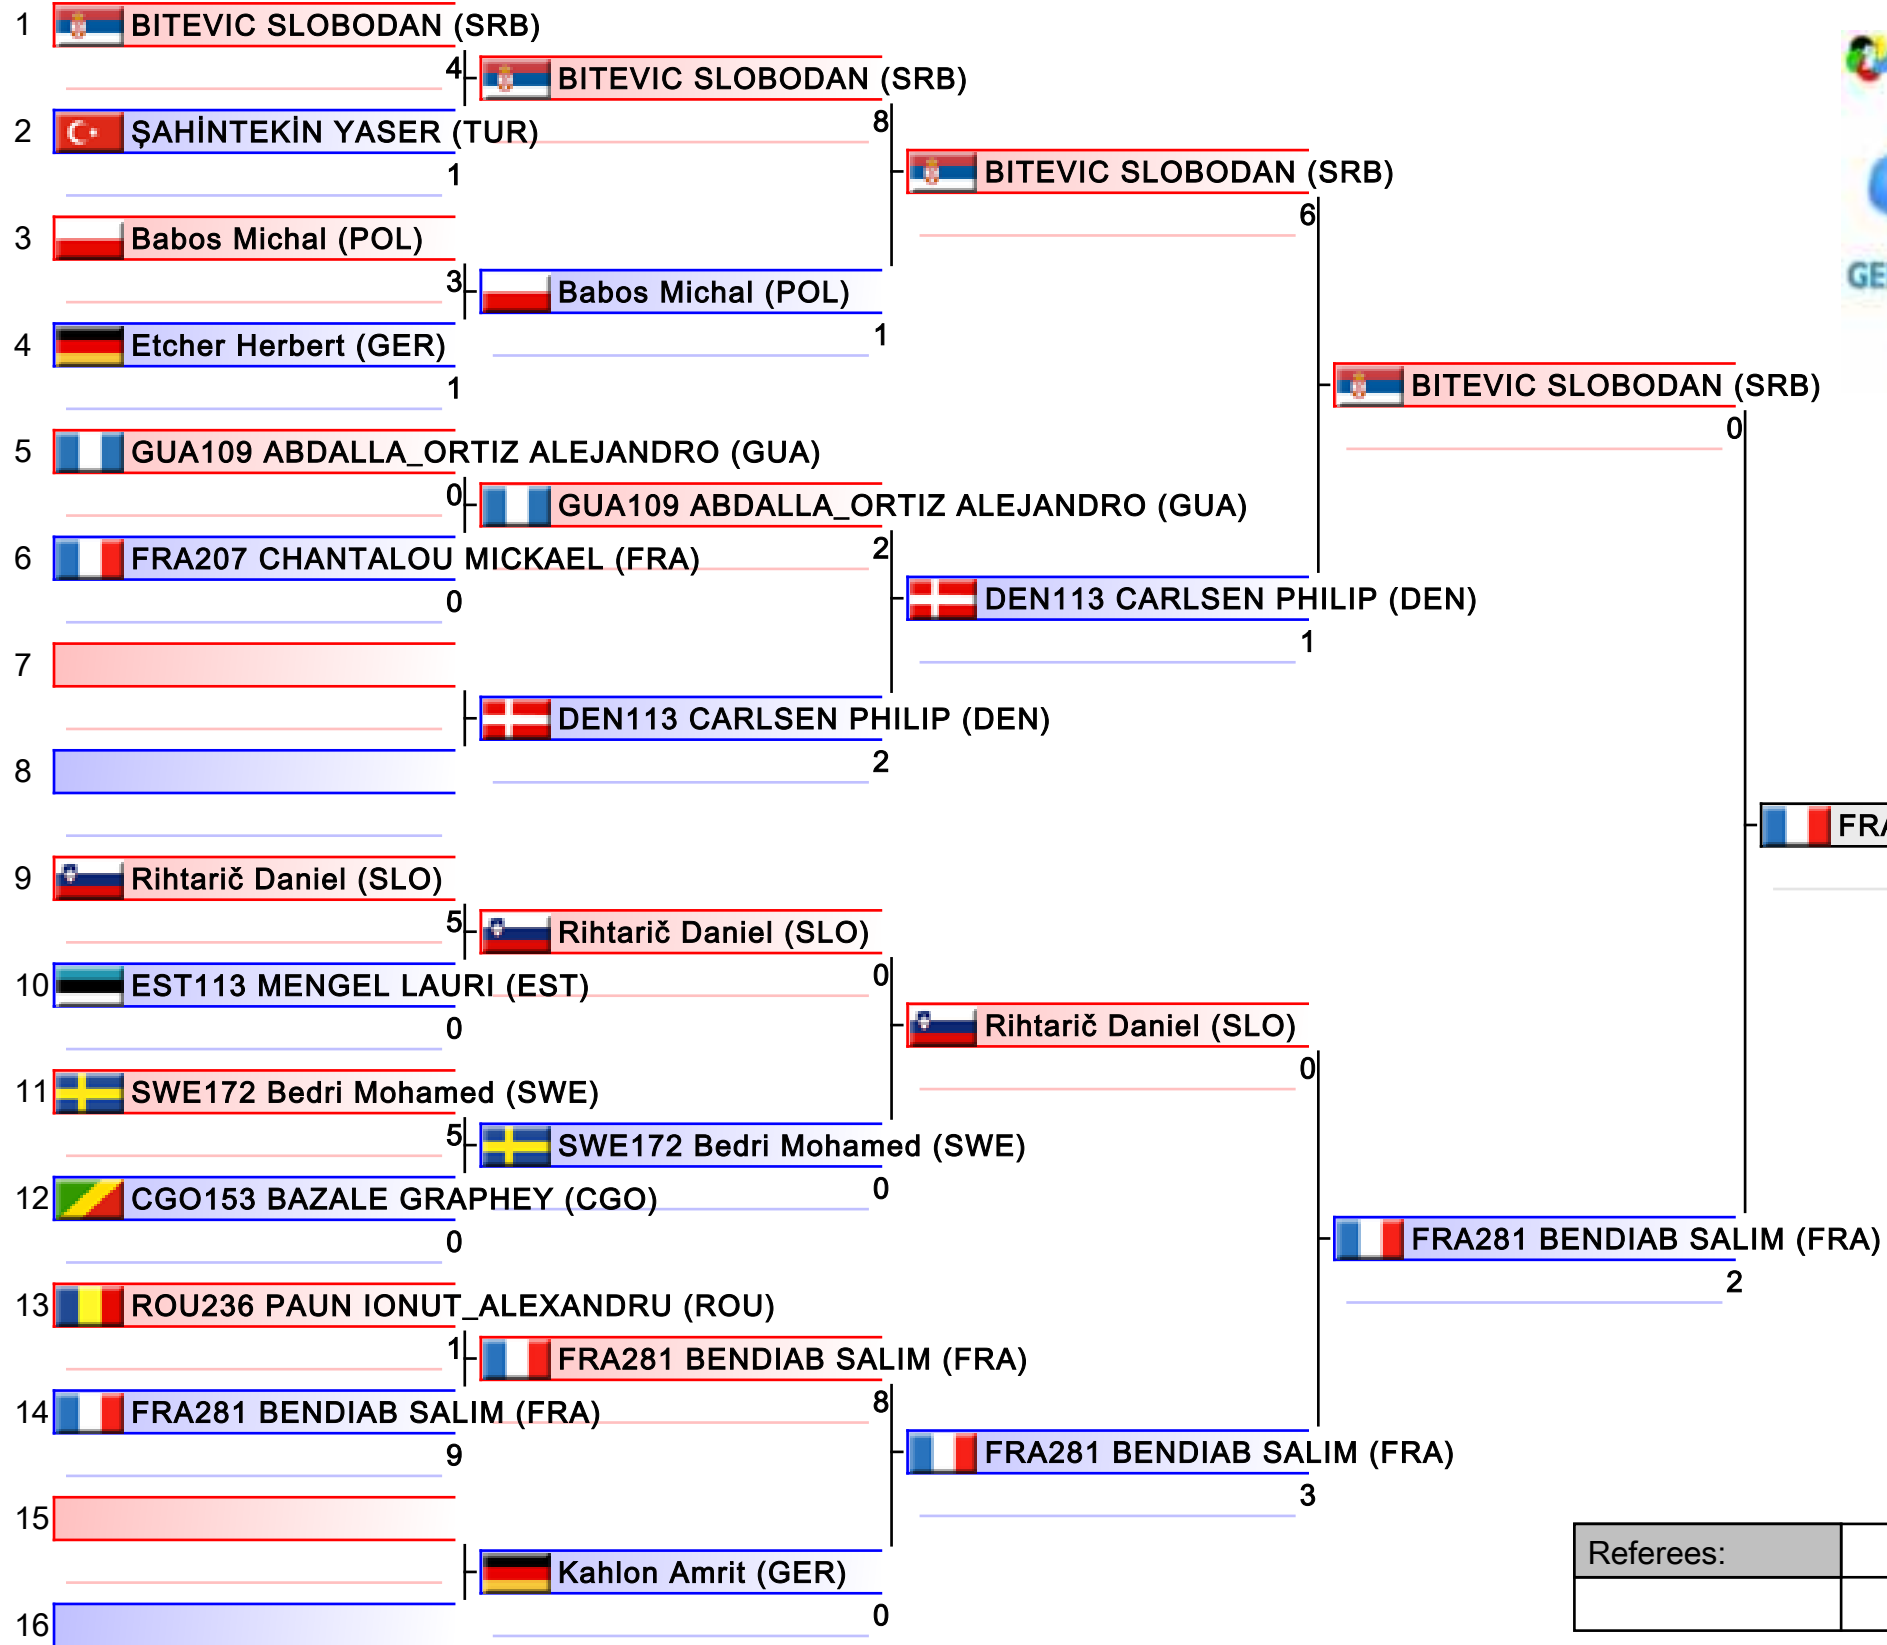 1 BITEVIC SLOBODAN (SRB)
4 BITEVIC SLOBODAN (SRB)
2 ŞAHİNTEKİN YASER (TUR)
8
1
BITEVIC SLOBODAN (SRB)
6
3 Babos Michal (POL)
3 Babos Michal (POL)
1
4 Etcher Herbert (GER)
1
BITEVIC SLOBODAN (SRB)
0
5 GUA109 ABDALLA_ORTIZ ALEJANDRO (GUA)
0 GUA109 ABDALLA_ORTIZ ALEJANDRO (GUA)
2
6 FRA207 CHANTALOU MICKAEL (FRA)
0
DEN113 CARLSEN PHILIP (DEN)
1
7
DEN113 CARLSEN PHILIP (DEN)
2
8
FRA
9 Rihtarič Daniel (SLO)
5 Rihtarič Daniel (SLO)
0
10 EST113 MENGEL LAURI (EST)
0
Rihtarič Daniel (SLO)
0
11 SWE172 Bedri Mohamed (SWE)
5 SWE172 Bedri Mohamed (SWE)
0
12 CGO153 BAZALE GRAPHEY (CGO)
0
FRA281 BENDIAB SALIM (FRA)
2
13 ROU236 PAUN IONUT_ALEXANDRU (ROU)
1 FRA281 BENDIAB SALIM (FRA)
8
14 FRA281 BENDIAB SALIM (FRA)
9
FRA281 BENDIAB SALIM (FRA)
3
15
Kahlon Amrit (GER)
0
16
Referees: